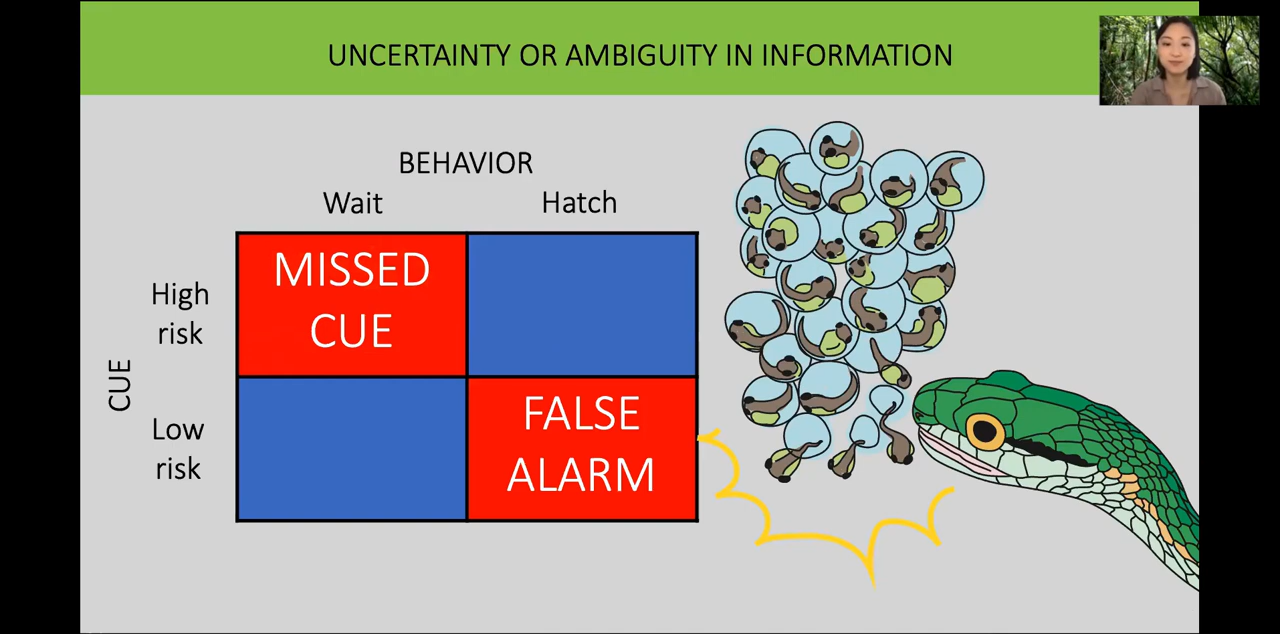 UNCERTAINTY OR AMBIGUITY IN INFORMATION
BEHAVIOR
Wait
Hatch
CUE
High
risk
MISSED
CUE
Low
risk
FALSE
ALARM